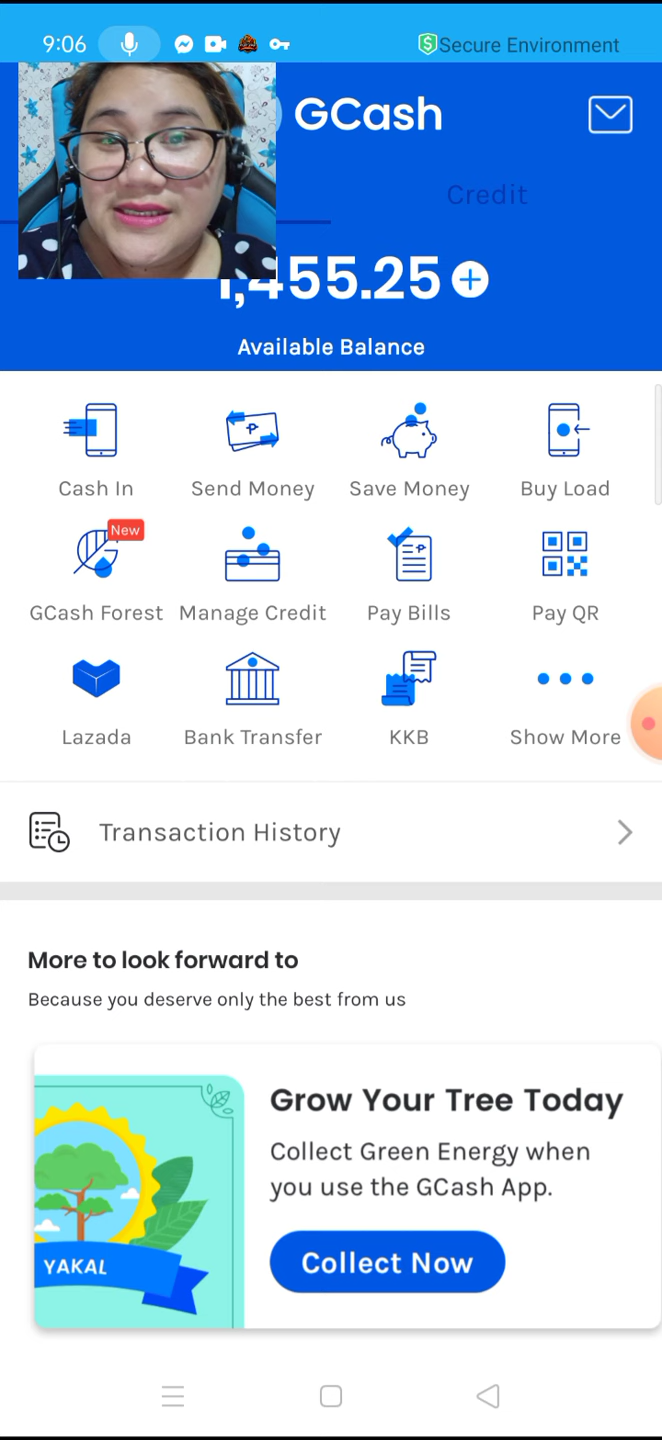 9:06
Secure Environment
GCash
Credit
1,455.25
Available Balance
Cash In
Send Money
Save Money
Buy Load
New
GCash Forest
Manage Credit
Pay Bills
Pay QR
Lazada
Bank Transfer
KKB
Show More
Transaction History
More to look forward to
Because you deserve only the best from us
YAKAL
Grow Your Tree Today
Collect Green Energy when
you use the GCash App.
Collect Now